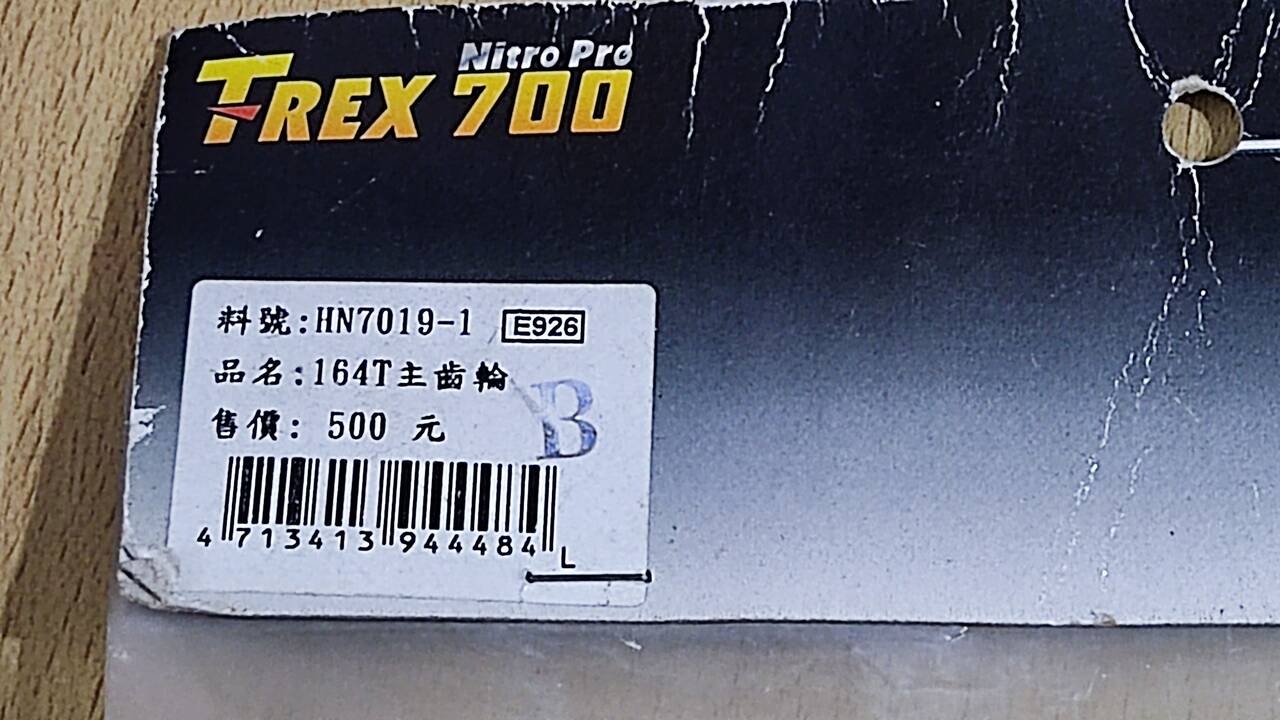 Nitro Pro
T-REX 700
料號:HN7019-1 E926
品名:164T主齒輪
售價: 500 元
B
4 713413 944484
L